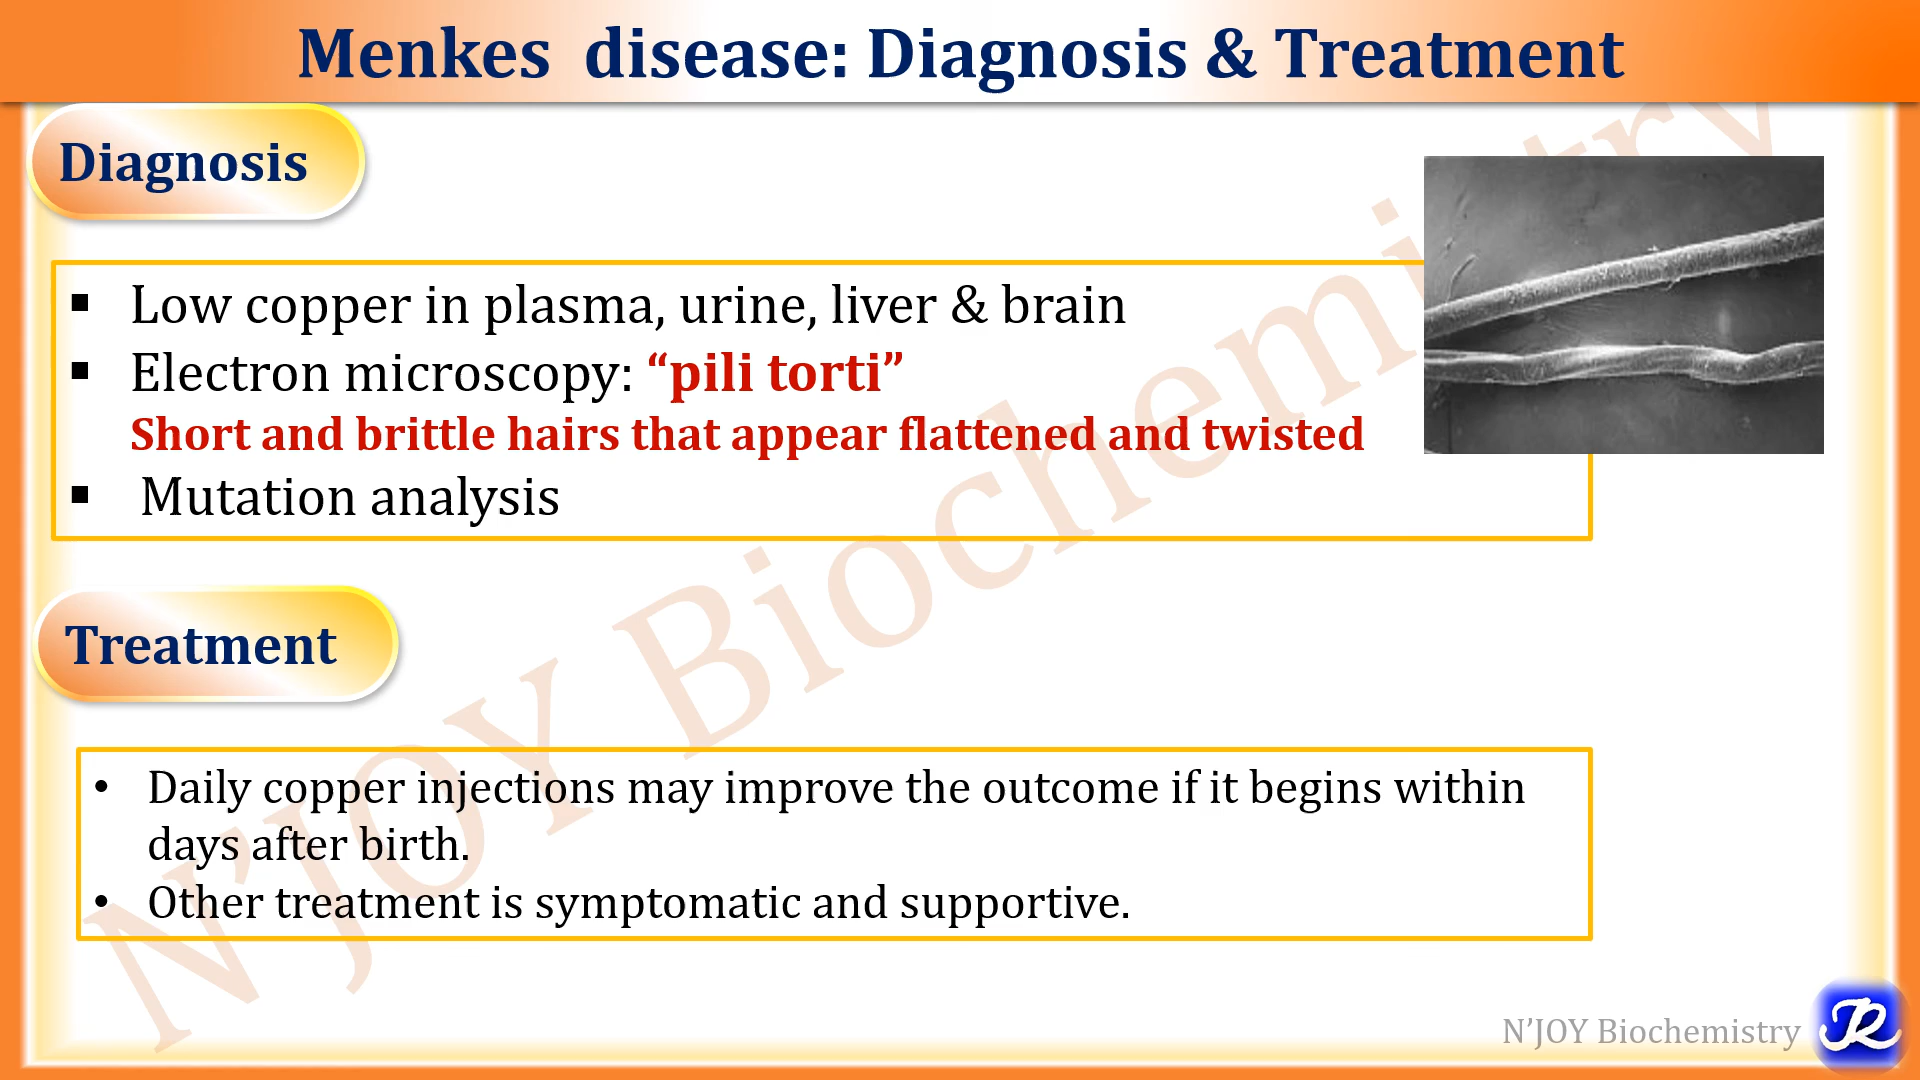 Menkes disease: Diagnosis & Treatment
Diagnosis
▪ Low copper in plasma, urine, liver & brain
▪ Electron microscopy: “pili torti”
Short and brittle hairs that appear flattened and twisted
▪ Mutation analysis
Treatment
• Daily copper injections may improve the outcome if it begins within
days after birth.
• Other treatment is symptomatic and supportive.
N’JOY Biochemistry
N’JOY Biochemistry
JR